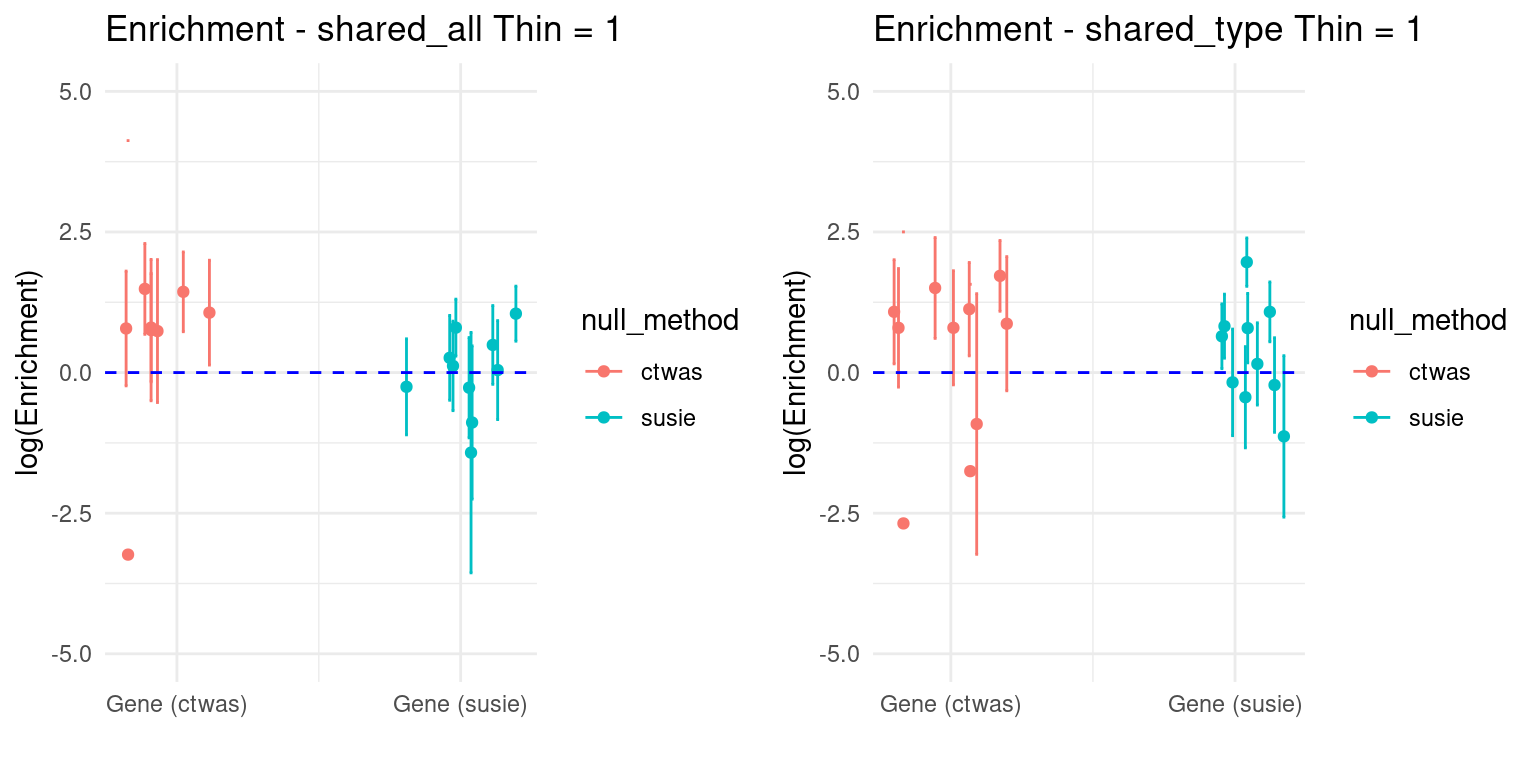 Enrichment - shared_all Thin = 1
5.0
2.5
0.0
-2.5
-5.0
log(Enrichment)
Gene (ctwas)
Gene (susie)
null_method
ctwas
susie
Enrichment - shared_type Thin = 1
5.0
2.5
0.0
-2.5
-5.0
log(Enrichment)
Gene (ctwas)
Gene (susie)
null_method
ctwas
susie